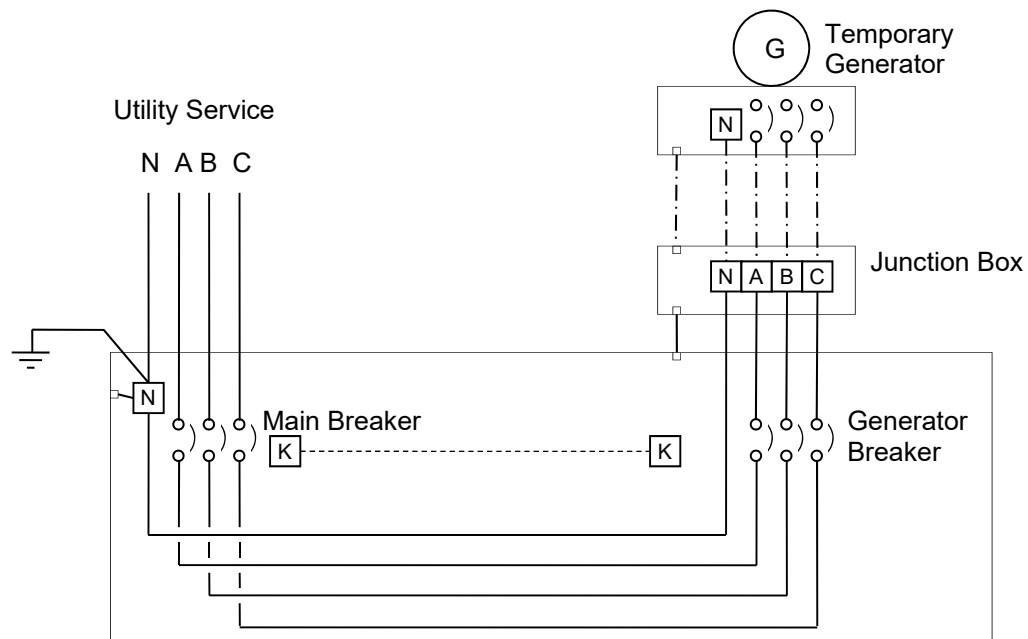 G
Temporary
Generator
N
Utility Service
N A B C
Junction Box
N A B C
N
Main Breaker
Generator
Breaker
K
K